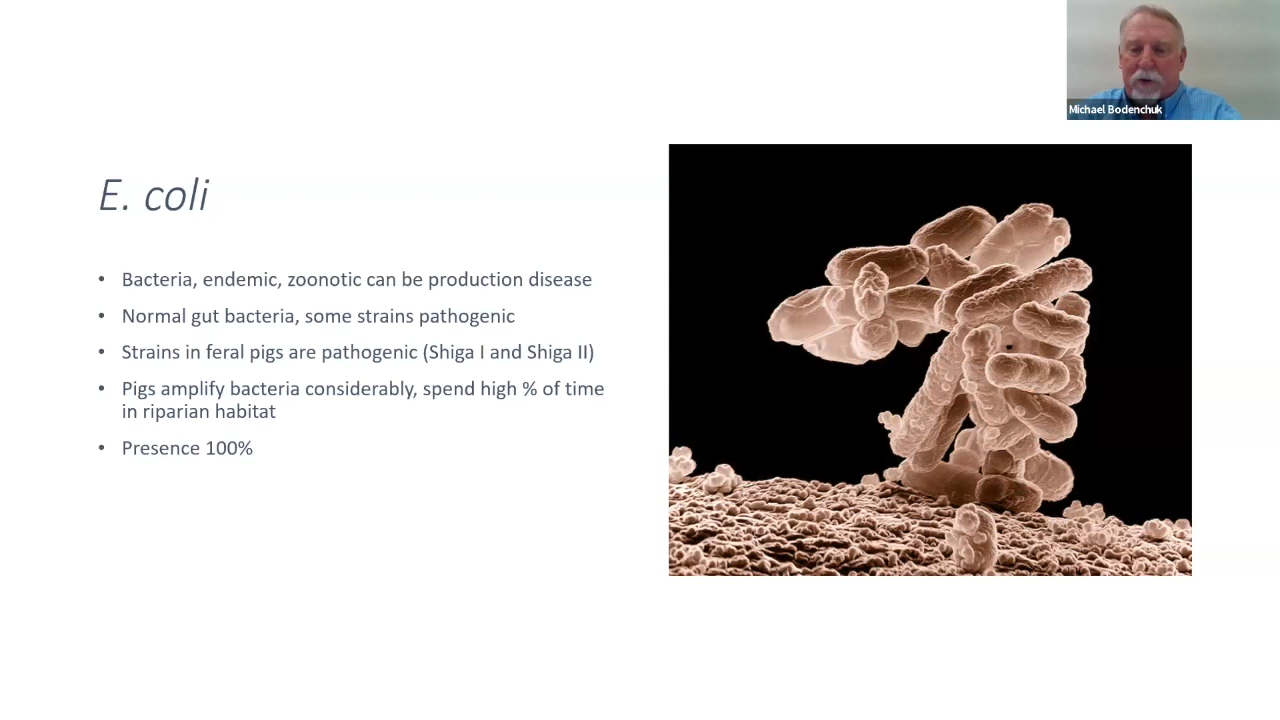 Michael Bodenchuk
E. coli
• Bacteria, endemic, zoonotic can be production disease
• Normal gut bacteria, some strains pathogenic
• Strains in feral pigs are pathogenic (Shiga I and Shiga II)
• Pigs amplify bacteria considerably, spend high % of time
in riparian habitat
• Presence 100%